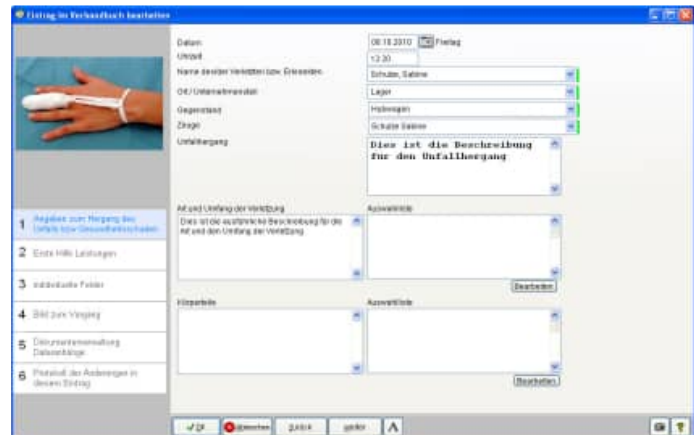 Eintrag im Verbandbuch bearbeiten
Datum
08.10.2010 Freitag
Uhrzeit
13:30
Name des/der Verletzten bzw. Erkrankten
Schulze, Sabine
Ort / Unternehmensteil
Lager
Gegenstand
Hubwagen
Zeuge
Schulze Sabine
Unfallhergang
Dies ist die Beschreibung
für den Unfallhergang
1 Angaben zum Hergang des
Unfalls bzw. Gesundheitsschaden
2 Erste Hilfe Leistungen
3 Individuelle Felder
4 Bild zum Vorgang
5 Dokumentenverwaltung
Dateianhänge
6 Protokoll der Änderungen in
diesem Eintrag
Art und Umfang der Verletzung
Auswahlliste
Dies ist die ausführliche Beschreibung für die
Art und den Umfang der Verletzung
Bearbeiten
Körperteile
Auswahlliste
Bearbeiten
OK
Abbrechen
zurück
weiter
A
?